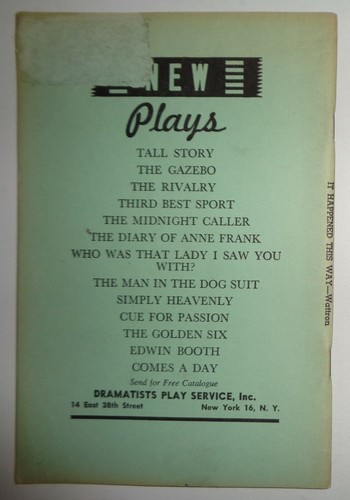 NEW
Plays
TALL STORY
THE GAZEBO
THE RIVALRY
THIRD BEST SPORT
THE MIDNIGHT CALLER
THE DIARY OF ANNE FRANK
WHO WAS THAT LADY I SAW YOU
WITH?
THE MAN IN THE DOG SUIT
SIMPLY HEAVENLY
CUE FOR PASSION
THE GOLDEN SIX
EDWIN BOOTH
COMES A DAY
Send for Free Catalogue
DRAMATISTS PLAY SERVICE, Inc.
14 East 38th Street New York 16, N. Y.
IT HAPPENED THIS WAY—Wattron